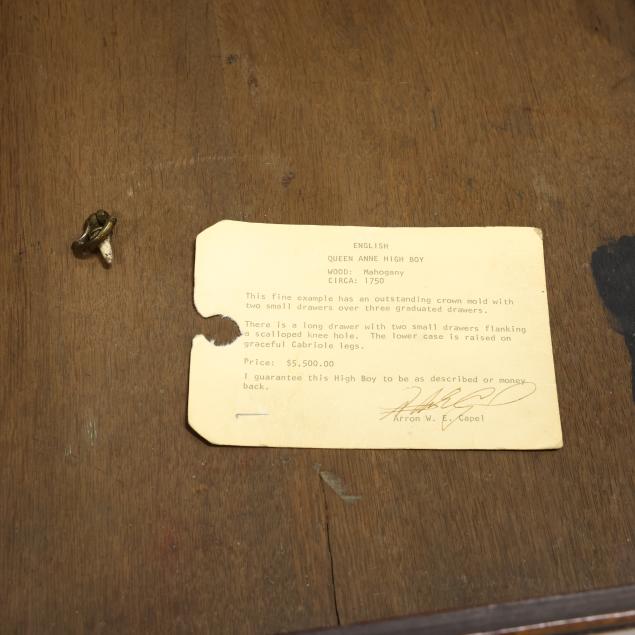 ENGLISH
QUEEN ANNE HIGH BOY
WOOD: Mahogany
CIRCA: 1750
This fine example has an outstanding crown mold with
two small drawers over three graduated drawers.
There is a long drawer with two small drawers flanking
a scalloped knee hole. The lower case is raised on
graceful Cabriole legs.
Price: $5,500.00
I guarantee this High Boy to be as described or money
back.
Arron W. E. Capel